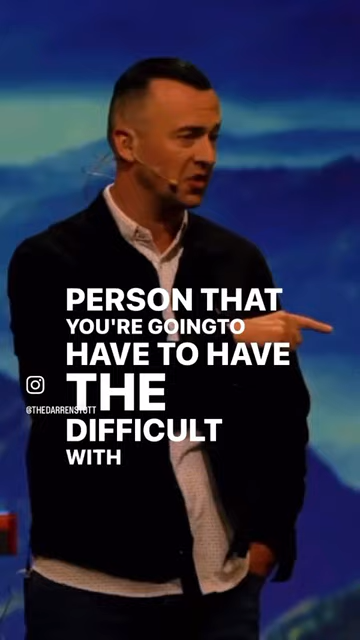 PERSON THAT
YOU'RE GOINGTO
HAVE TO HAVE
THE
@THEDARRENSTOTT
DIFFICULT
WITH